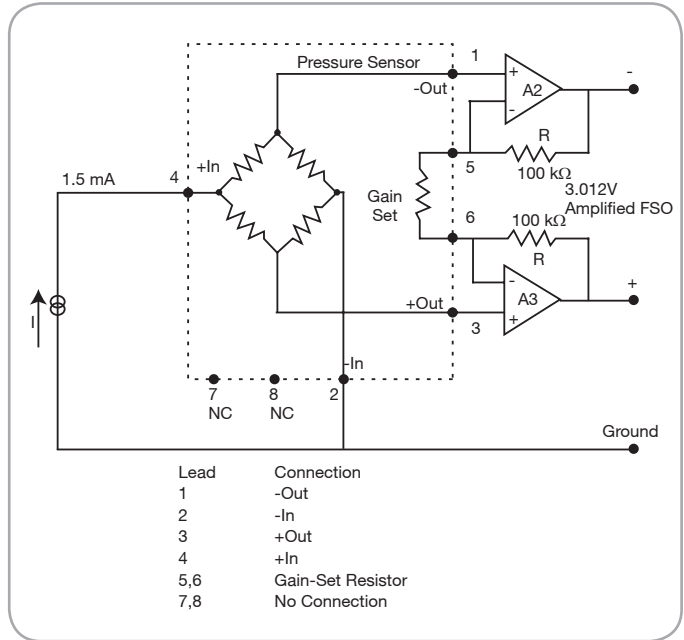 1
Pressure Sensor
-Out
+
A2
-
-
R
5
100 kΩ
+In
4
1.5 mA
Gain
Set
3.012V
Amplified FSO
6
100 kΩ
R
-
A3
+
+
+Out
3
I
-In
7
8
2
NC
NC
Ground
Lead Connection
1 -Out
2 -In
3 +Out
4 +In
5,6 Gain-Set Resistor
7,8 No Connection